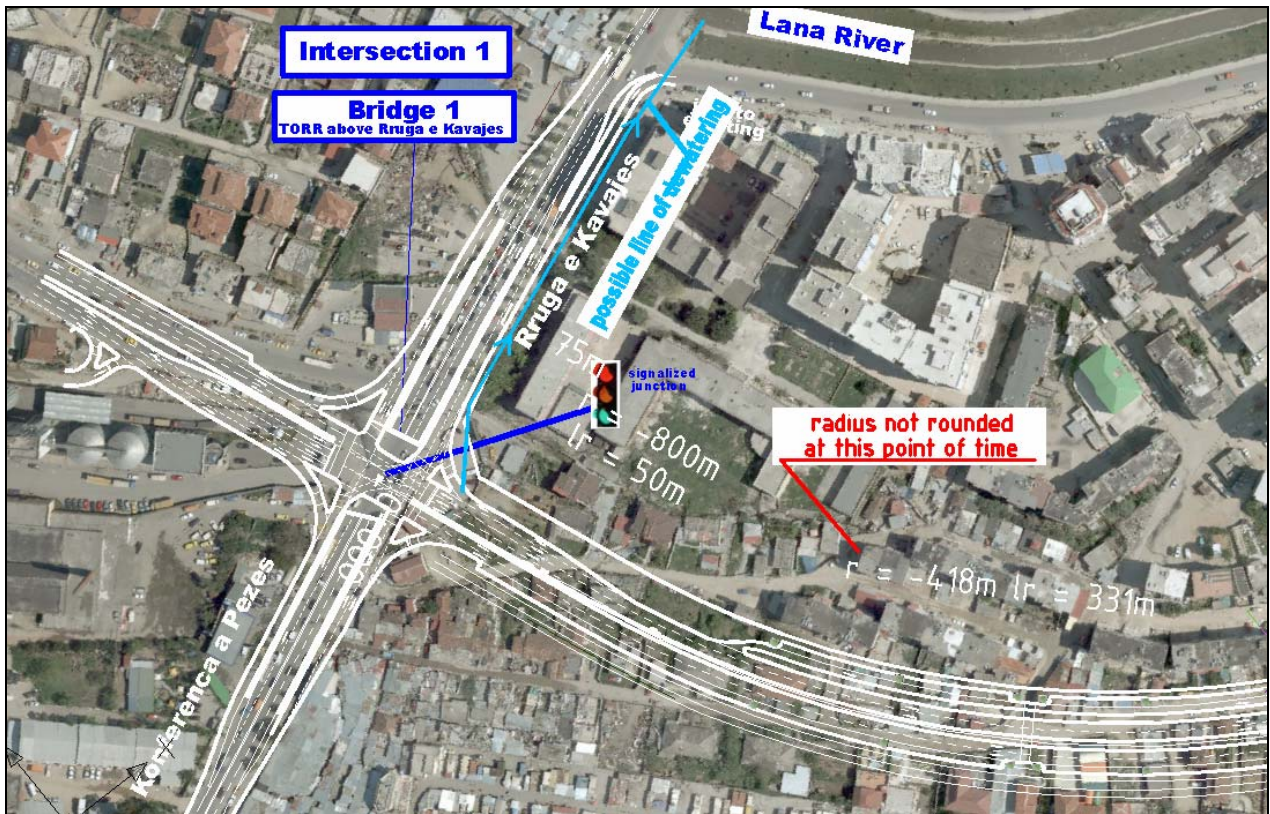 Intersection 1
Lana River
Bridge 1
TORR above Rruga e Kavajes
possible line of dewatering
Rruga e Kavajes
75m
signalized
junction
-800m
lr = 50m
radius not rounded
at this point of time
r = -418m lr = 331m
Konferenca e Pezes